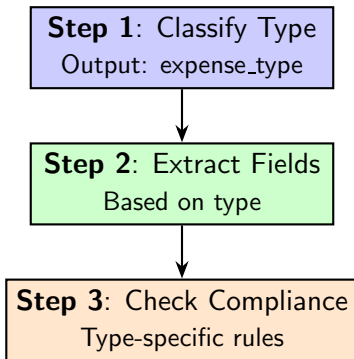 Step 1: Classify Type
Output: expense_type
Step 2: Extract Fields
Based on type
Step 3: Check Compliance
Type-specific rules